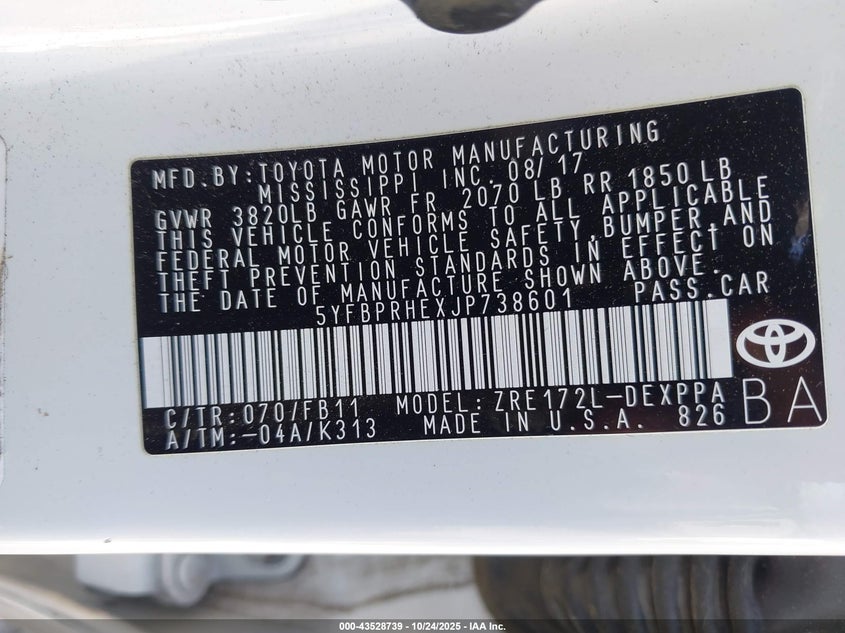 MFD. BY: TOYOTA MOTOR MANUFACTURING
MISSISSIPPI INC. 08/17
GVWR 3820LB GAWR FR 2070 LB RR 1850 LB
THIS VEHICLE CONFORMS TO ALL APPLICABLE
FEDERAL MOTOR VEHICLE SAFETY, BUMPER, AND
THEFT PREVENTION STANDARDS IN EFFECT ON
THE DATE OF MANUFACTURE SHOWN ABOVE.
5YFBPRHEXJP738601 PASS.CAR
C/TR: 070/FB11 MODEL: ZRE172L-DEXPPA
A/TM: -04A/K313 MADE IN U.S.A. 826
BA
000-43528739 - 10/24/2025 - IAA Inc.